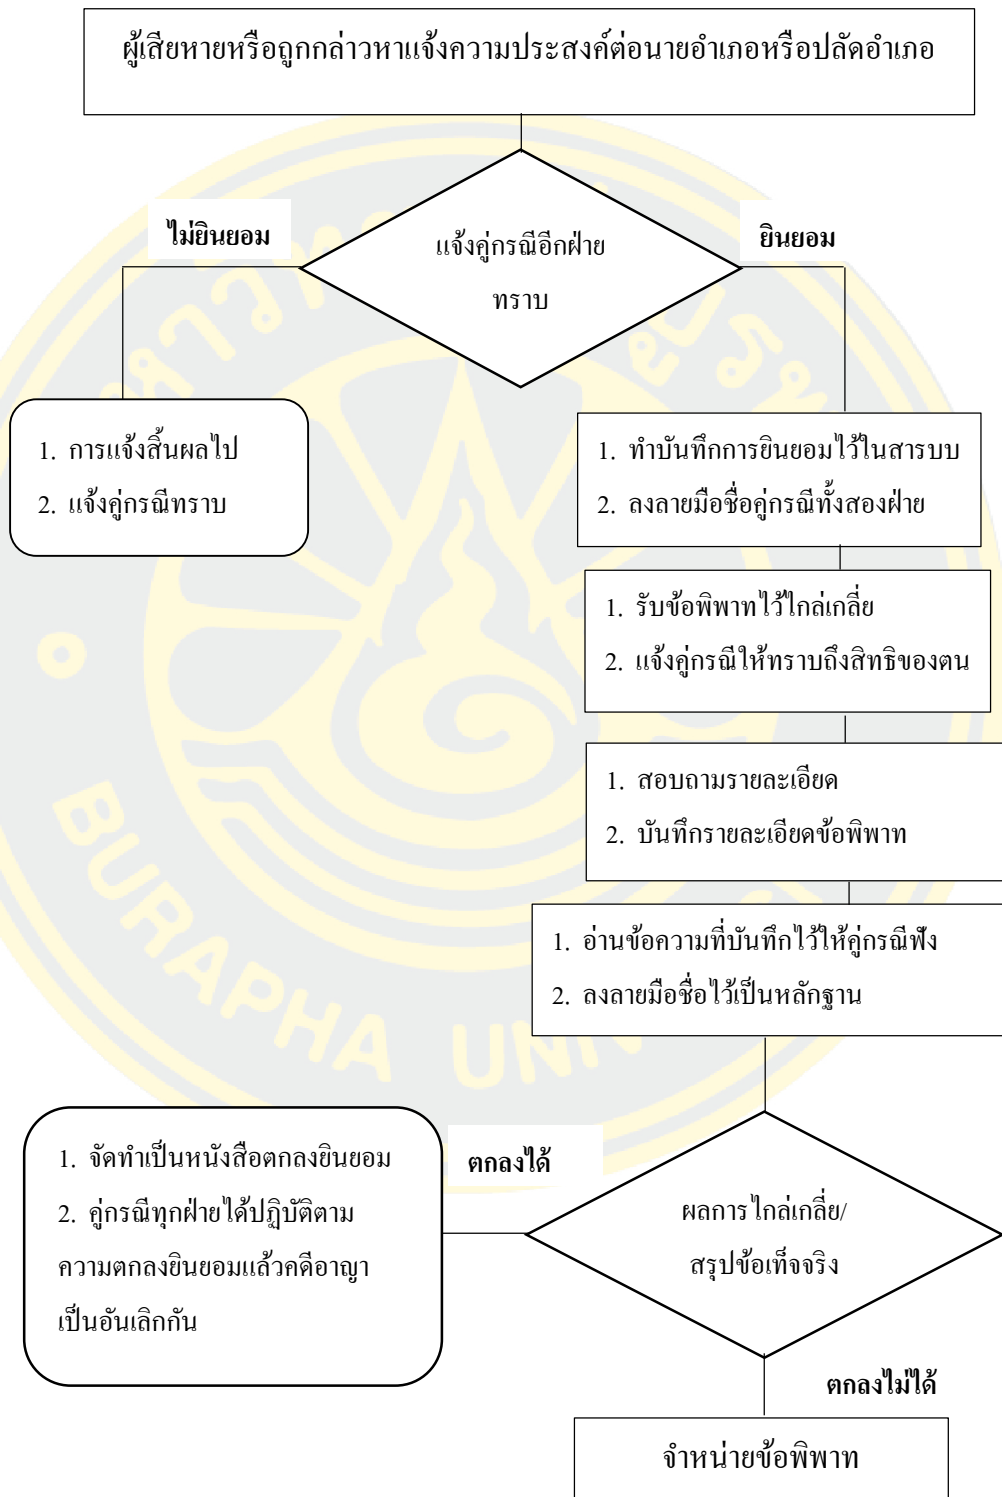 ผู้เสียหายหรือถูกกล่าวหาแจ้งความประสงค์ต่อนายอำเภอหรือปลัดอำเภอ
ไม่ยินยอม
ยินยอม
แจ้งคู่กรณีอีกฝ่าย
ทราบ
1. การแจ้งสิ้นผลไป
2. แจ้งคู่กรณีทราบ
1. ทำบันทึกการยินยอมไว้ในสารบบ
2. ลงลายมือชื่อคู่กรณีทั้งสองฝ่าย
1. รับข้อพิพาทไว้ไกล่เกลี่ย
2. แจ้งคู่กรณีให้ทราบถึงสิทธิของตน
1. สอบถามรายละเอียด
2. บันทึกรายละเอียดข้อพิพาท
1. อ่านข้อความที่บันทึกไว้ให้คู่กรณีฟัง
2. ลงลายมือชื่อไว้เป็นหลักฐาน
1. จัดทำเป็นหนังสือตกลงยินยอม
2. คู่กรณีทุกฝ่ายได้ปฏิบัติตาม
ความตกลงยินยอมแล้วคดีอาญา
เป็นอันเลิกกัน
ตกลงได้
ผลการไกล่เกลี่ย/
สรุปข้อเท็จจริง
ตกลงไม่ได้
จำหน่ายข้อพิพาท
BURAPHA